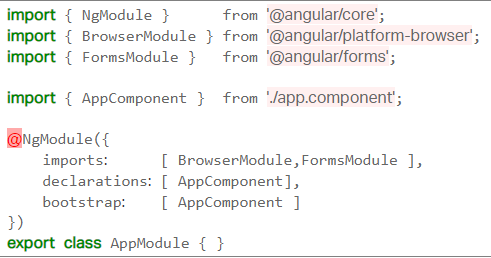 import { NgModule }      from '@angular/core';
import { BrowserModule } from '@angular/platform-browser';
import { FormsModule }   from '@angular/forms';
import { AppComponent }  from './app.component';
@NgModule({
    imports:      [ BrowserModule,FormsModule ],
    declarations: [ AppComponent],
    bootstrap:    [ AppComponent ]
})
export class AppModule { }